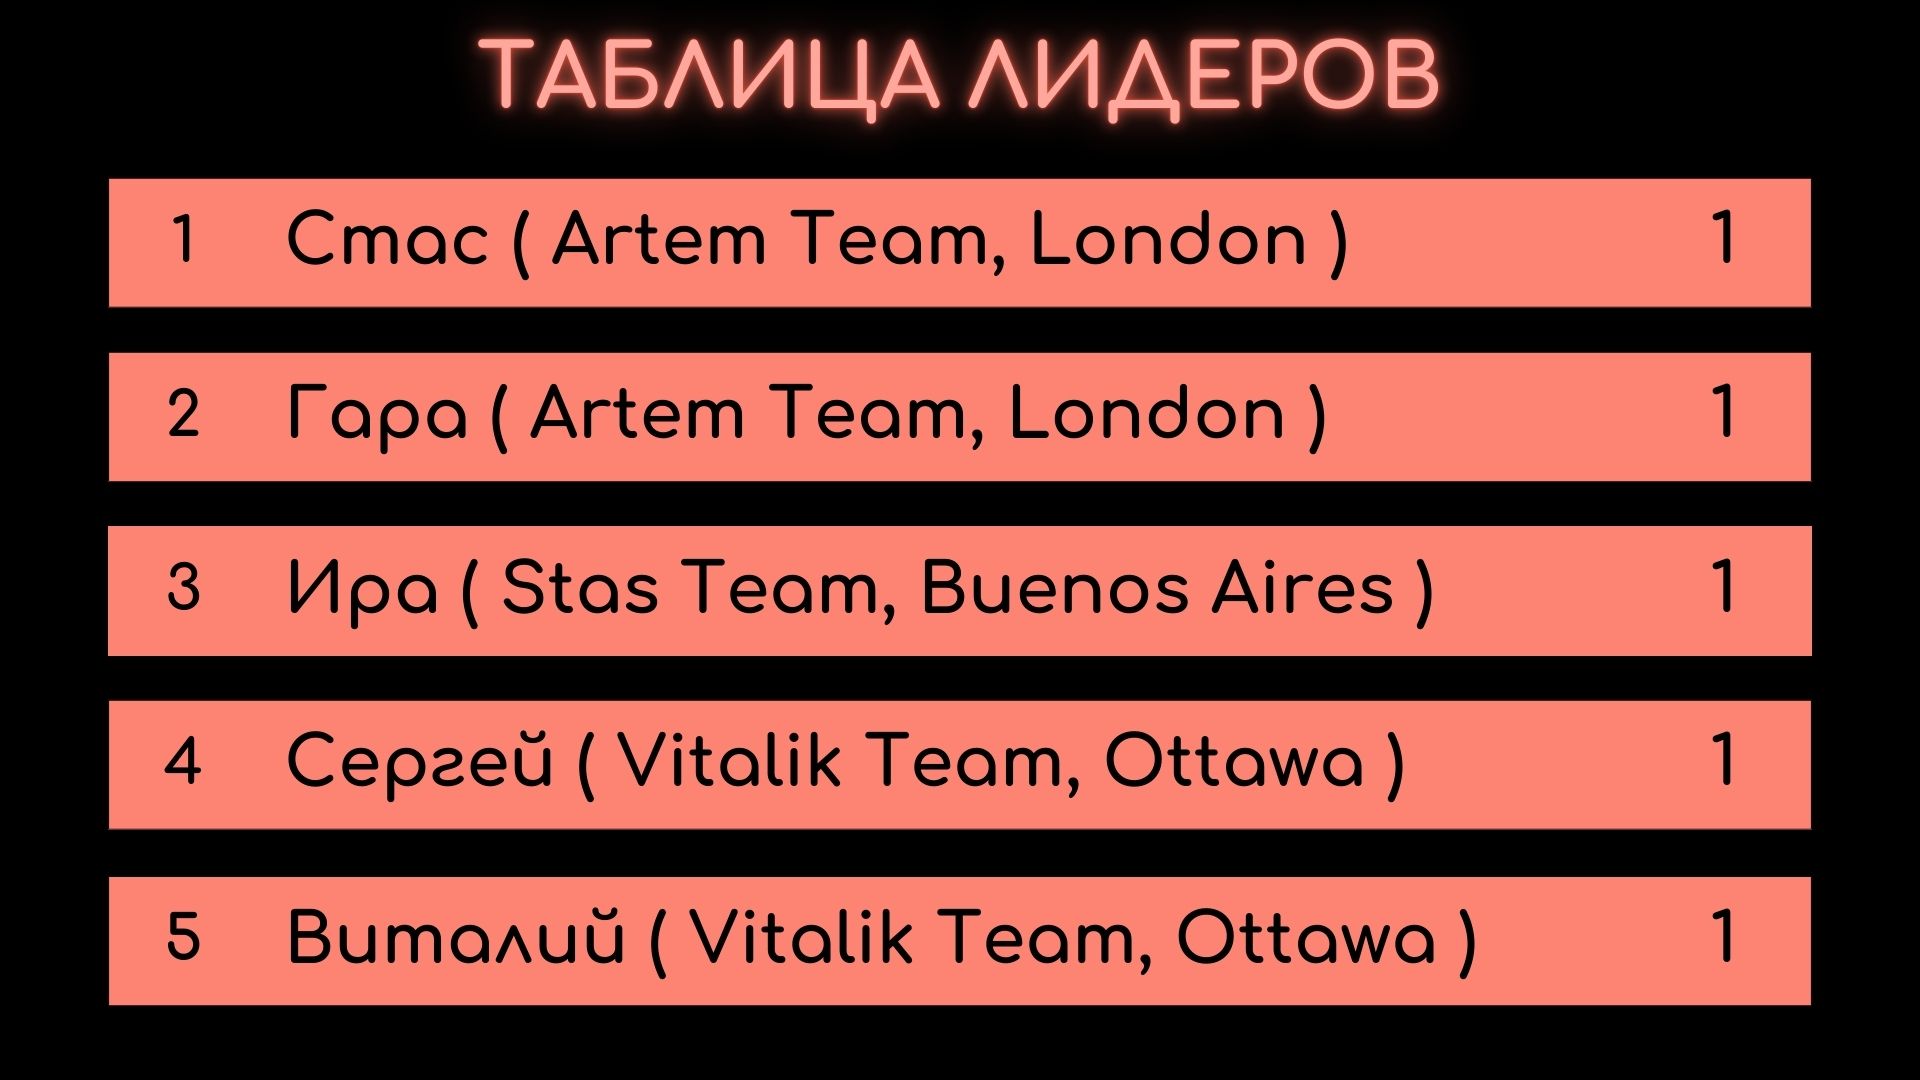 ТАБЛИЦА ЛИДЕРОВ
1 Стас ( Artem Team, London ) 1
2 Гара ( Artem Team, London ) 1
3 Ира ( Stas Team, Buenos Aires ) 1
4 Сергей ( Vitalik Team, Ottawa ) 1
5 Виталий ( Vitalik Team, Ottawa ) 1